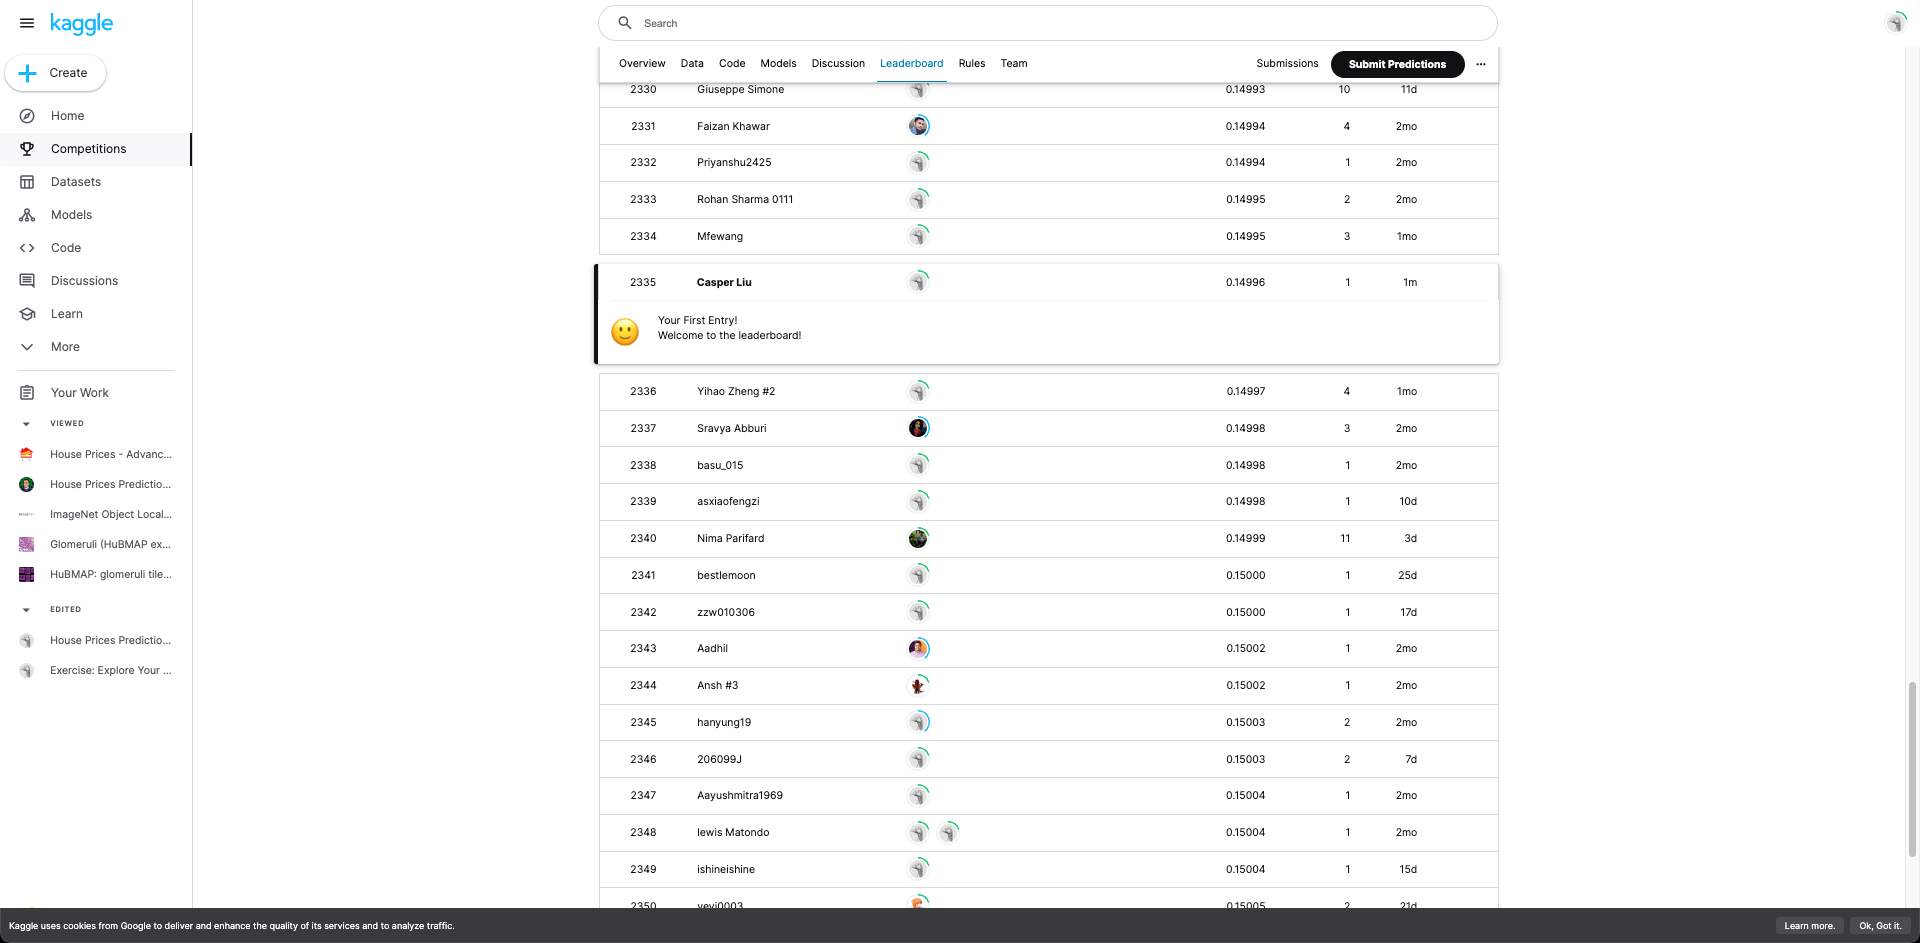 kaggle
Search
Create
Home
Competitions
Datasets
Models
Code
Discussions
Learn
More
Your Work
VIEWED
House Prices - Advanc...
House Prices Predictio...
ImageNet Object Local...
Glomeruli (HuBMAP ex...
HuBMAP: glomeruli tile...
EDITED
House Prices Predictio...
Exercise: Explore Your ...
Overview Data Code Models Discussion Leaderboard Rules Team Submissions Submit Predictions ...
2330 Giuseppe Simone 0.14993 10 11d
2331 Faizan Khawar 0.14994 4 2mo
2332 Priyanshu2425 0.14994 1 2mo
2333 Rohan Sharma 0111 0.14995 2 2mo
2334 Mfewang 0.14995 3 1mo
2335 Casper Liu 0.14996 1 1m
Your First Entry!
Welcome to the leaderboard!
2336 Yihao Zheng #2 0.14997 4 1mo
2337 Sravya Abburi 0.14998 3 2mo
2338 basu_015 0.14998 1 2mo
2339 asxiaofengzi 0.14998 1 10d
2340 Nima Parifard 0.14999 11 3d
2341 bestlemoon 0.15000 1 25d
2342 zzw010306 0.15000 1 17d
2343 Aadhil 0.15002 1 2mo
2344 Ansh #3 0.15002 1 2mo
2345 hanyung19 0.15003 2 2mo
2346 206099J 0.15003 2 7d
2347 Aayushmitra1969 0.15004 1 2mo
2348 lewis Matondo 0.15004 1 2mo
2349 ishineishine 0.15004 1 15d
2350 yeyi0003 0.15005 2 21d
Kaggle uses cookies from Google to deliver and enhance the quality of its services and to analyze traffic.
Learn more. Ok, Got it.